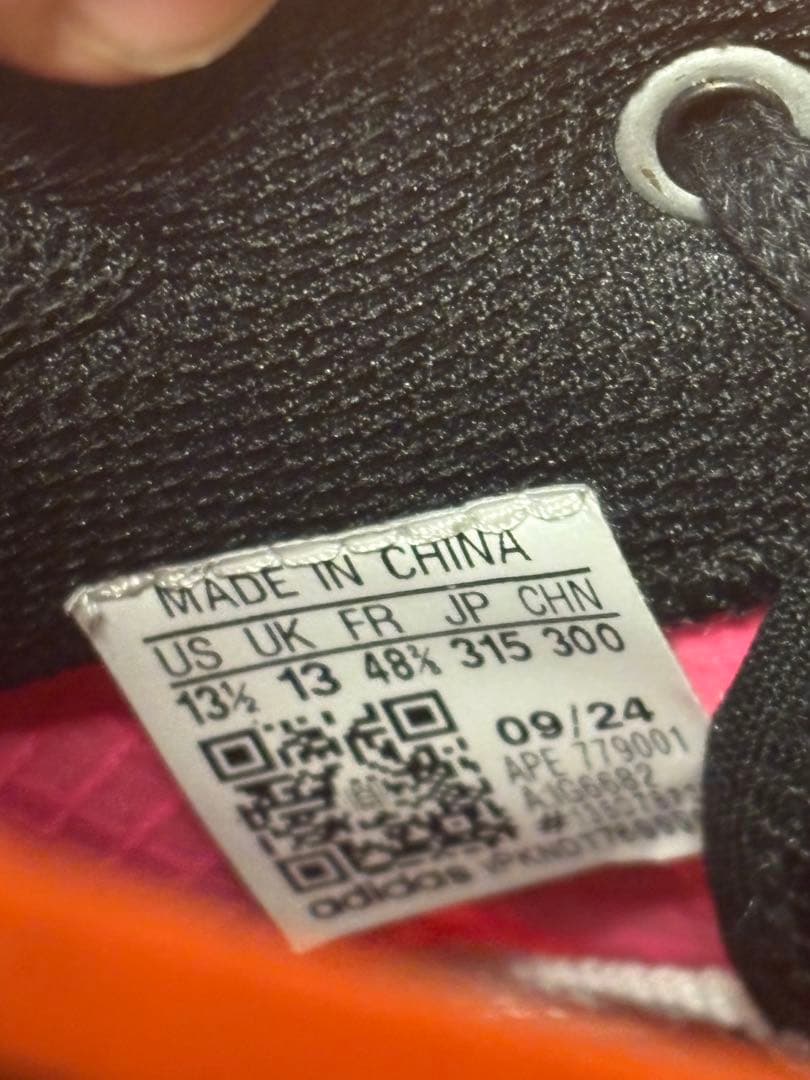 MADE IN CHINA
US UK FR JP CHN
13½ 13 48⅔ 315 300
09/24
APE 779001
adidas